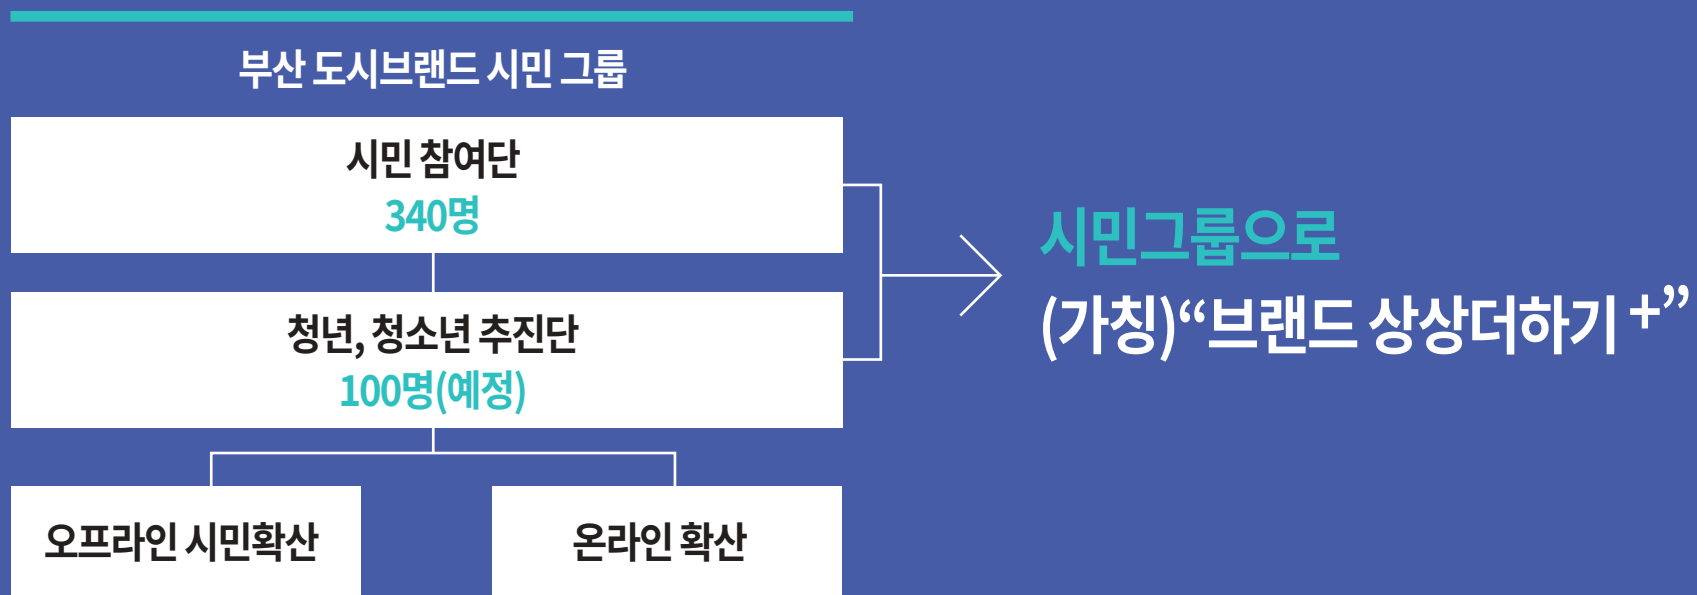 부산 도시브랜드 시민 그룹
시민 참여단
340명
청년, 청소년 추진단
100명(예정)
오프라인 시민확산
온라인 확산
시민그룹으로
(가칭)“브랜드 상상더하기 +”